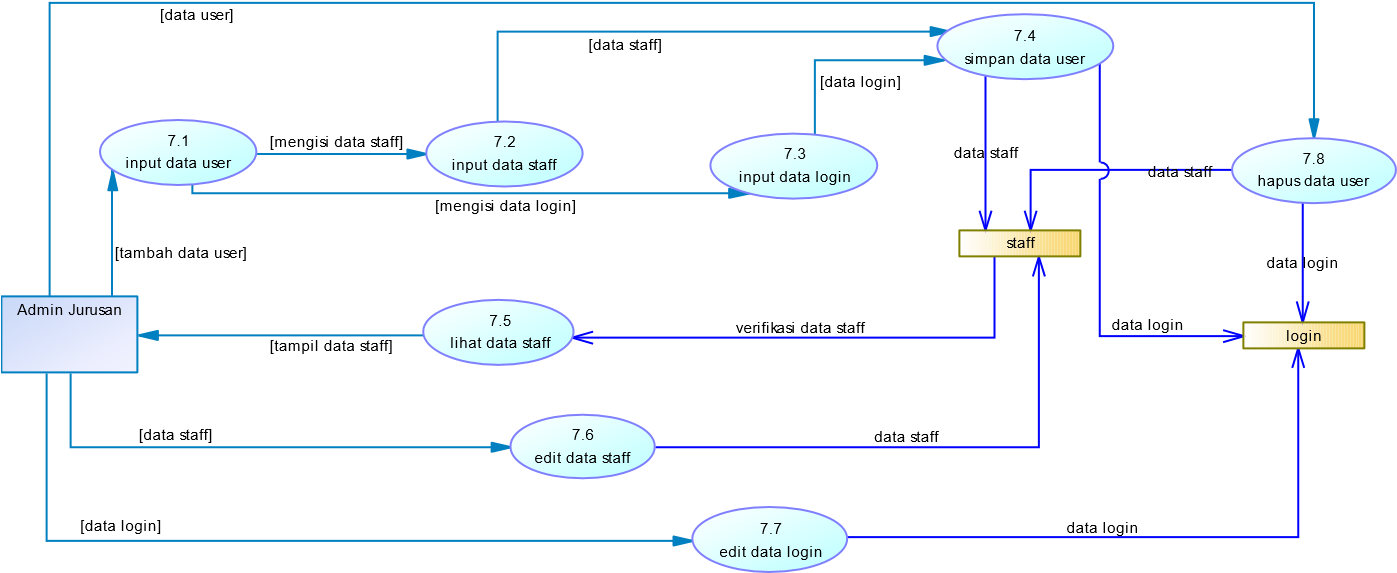 [data user]
7.4
simpan data user
[data staff]
[data login]
7.1
input data user
[mengisi data staff]
7.2
input data staff
7.3
input data login
data staff
7.8
hapus data user
data staff
[mengisi data login]
[tambah data user]
staff
data login
Admin Jurusan
7.5
lihat data staff
verifikasi data staff
data login
login
[tampil data staff]
[data staff]
7.6
edit data staff
data staff
[data login]
7.7
edit data login
data login